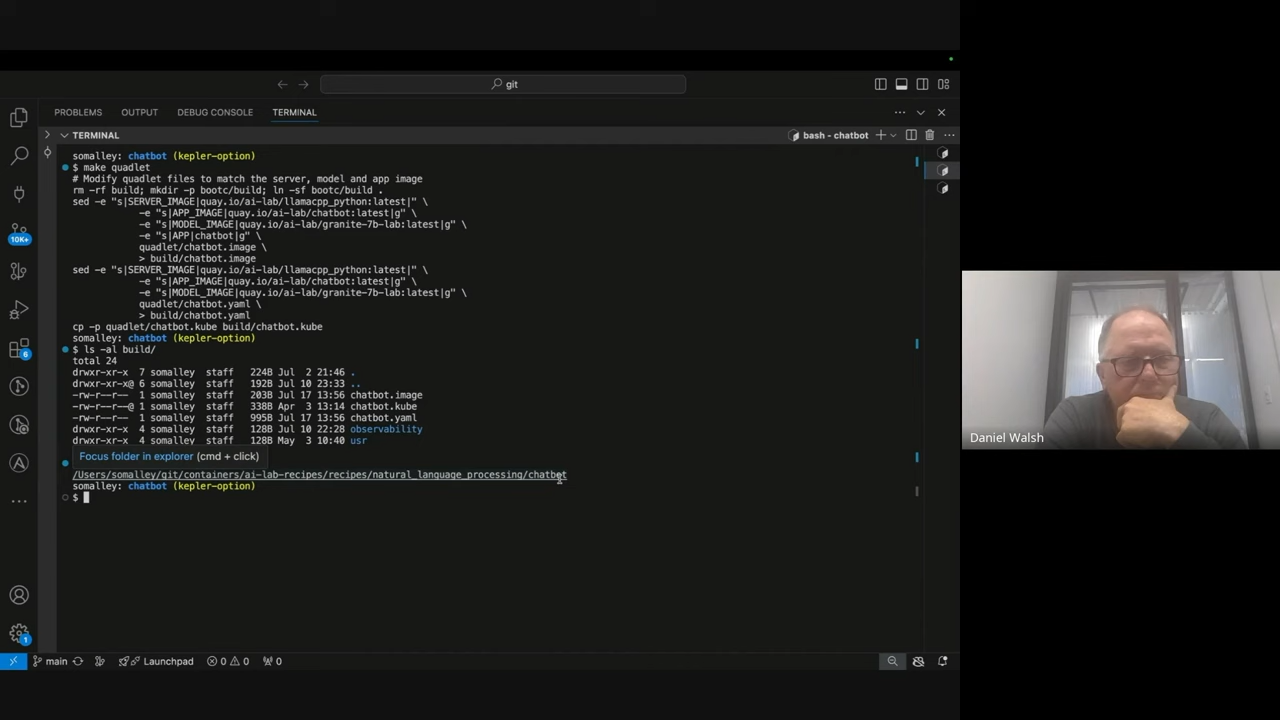 git
PROBLEMS OUTPUT DEBUG CONSOLE TERMINAL
TERMINAL
bash - chatbot
somalley: chatbot (kepler-option)
$ make quadlet
# Modify quadlet files to match the server, model and app image
rm -rf build; mkdir -p bootc/build; ln -sf bootc/build .
sed -e "s|SERVER_IMAGE|quay.io/ai-lab/llamacpp_python:latest|" \
-e "s|APP_IMAGE|quay.io/ai-lab/chatbot:latest|g" \
-e "s|MODEL_IMAGE|quay.io/ai-lab/granite-7b-lab:latest|g" \
-e "s|APP|chatbot|g" \
quadlet/chatbot.image \
> build/chatbot.image
sed -e "s|SERVER_IMAGE|quay.io/ai-lab/llamacpp_python:latest|" \
-e "s|APP_IMAGE|quay.io/ai-lab/chatbot:latest|g" \
-e "s|MODEL_IMAGE|quay.io/ai-lab/granite-7b-lab:latest|g" \
quadlet/chatbot.yaml \
> build/chatbot.yaml
cp -p quadlet/chatbot.kube build/chatbot.kube
somalley: chatbot (kepler-option)
$ ls -al build/
total 24
drwxr-xr-x 7 somalley staff 224B Jul 2 21:46 .
drwxr-xr-x@ 6 somalley staff 192B Jul 10 23:33 ..
-rw-r--r-- 1 somalley staff 203B Jul 17 13:56 chatbot.image
-rw-r--r--@ 1 somalley staff 338B Apr 3 13:14 chatbot.kube
-rw-r--r-- 1 somalley staff 995B Jul 17 13:56 chatbot.yaml
drwxr-xr-x 4 somalley staff 128B Jul 10 22:28 observability
drwxr-xr-x 4 somalley staff 128B May 3 10:40 usr
Focus folder in explorer (cmd + click)
/Users/somalley/git/containers/ai-lab-recipes/recipes/natural_language_processing/chatbot
somalley: chatbot (kepler-option)
$
10K+
6
1
main Launchpad 0 0 0
Daniel Walsh